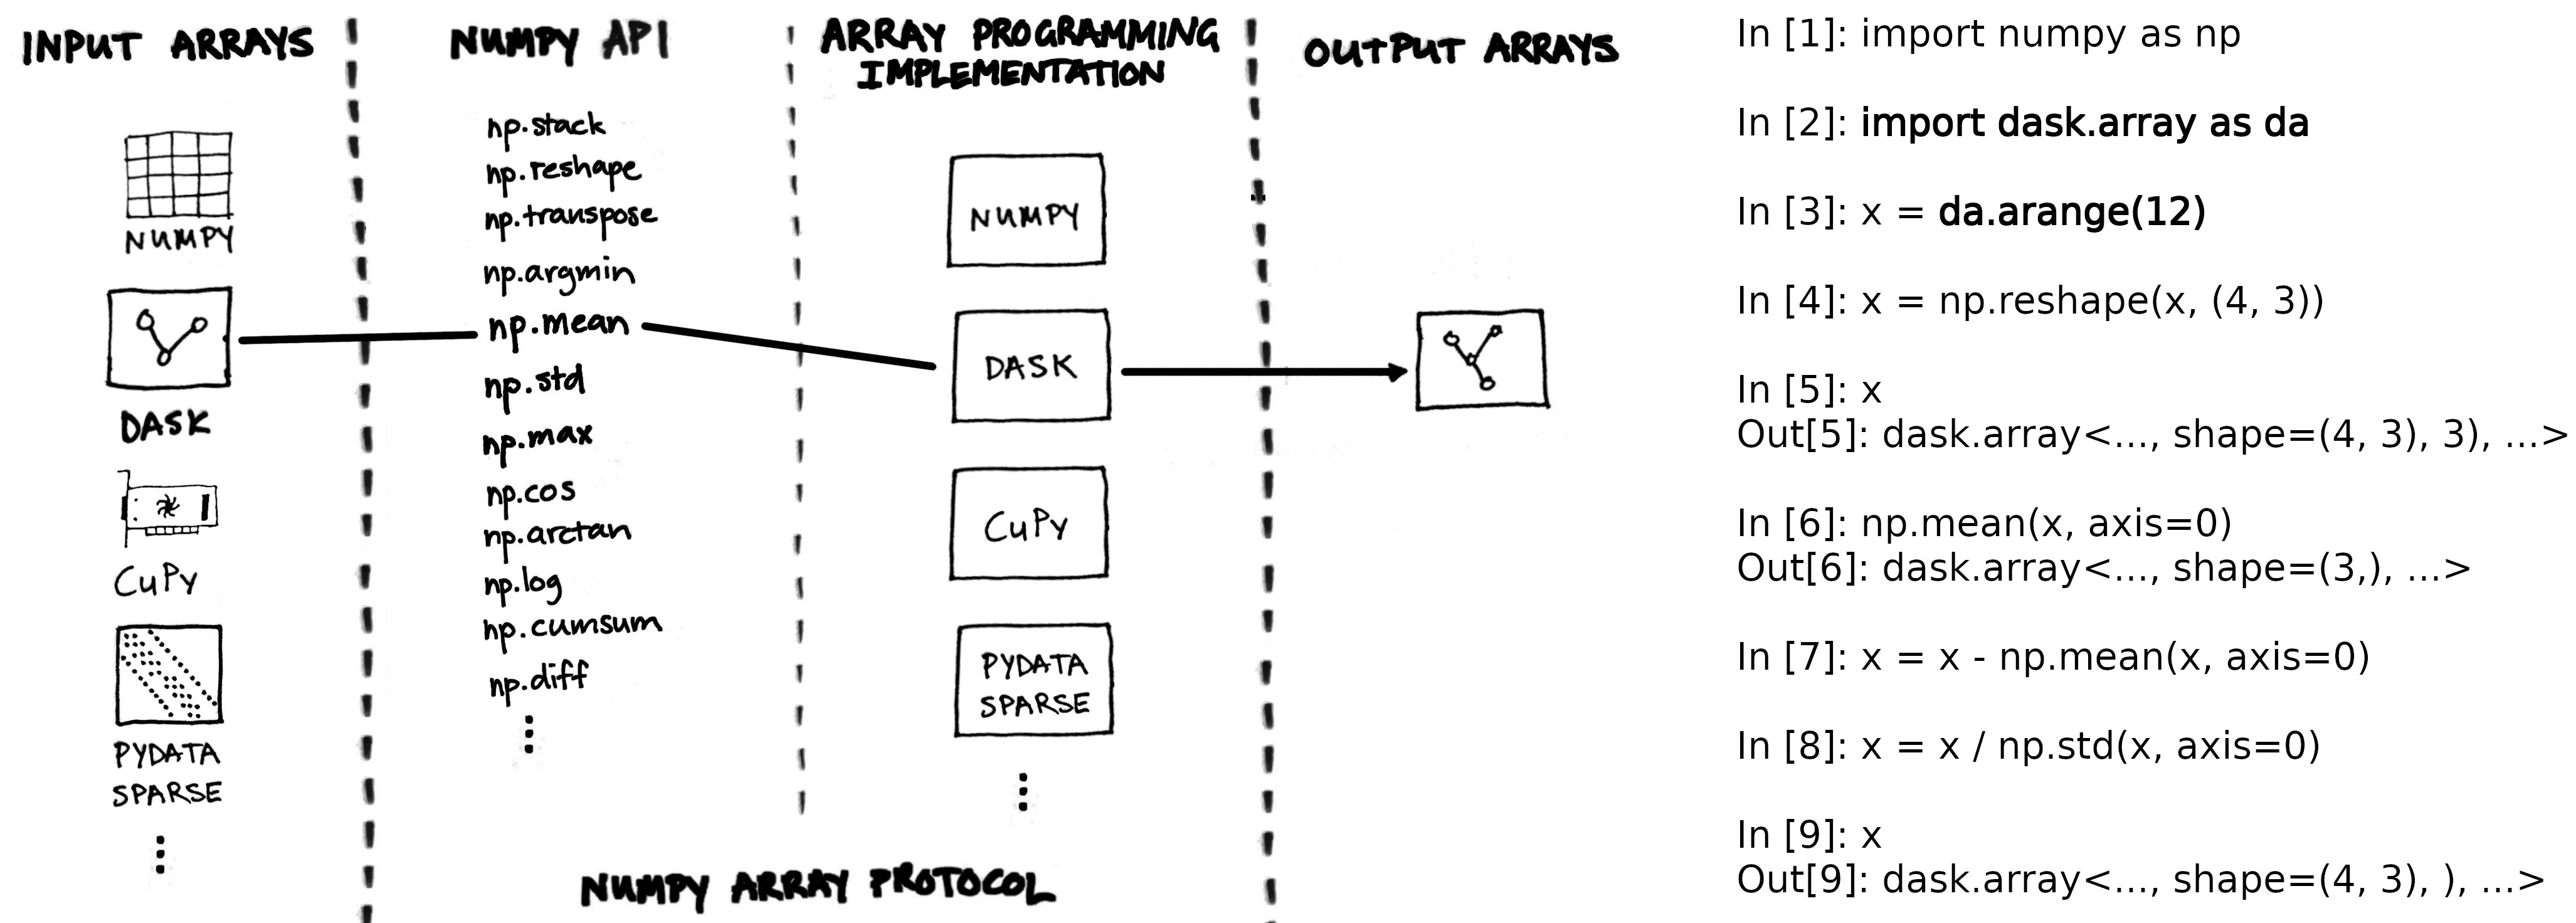 INPUT ARRAYS
NUMPY
DASK
CuPy
PYDATA
SPARSE
⋮
NUMPY API
np.stack
np.reshape
np.transpose
np.argmin
np.mean
np.std
np.max
np.cos
np.arctan
np.log
np.cumsum
np.diff
⋮
ARRAY PROGRAMMING
IMPLEMENTATION
NUMPY
DASK
CuPy
PYDATA
SPARSE
⋮
NUMPY ARRAY PROTOCOL
OUTPUT ARRAYS
In [1]: import numpy as np
In [2]: import dask.array as da
In [3]: x = da.arange(12)
In [4]: x = np.reshape(x, (4, 3))
In [5]: x
Out[5]: dask.array<..., shape=(4, 3), 3), ...>
In [6]: np.mean(x, axis=0)
Out[6]: dask.array<..., shape=(3,), ...>
In [7]: x = x - np.mean(x, axis=0)
In [8]: x = x / np.std(x, axis=0)
In [9]: x
Out[9]: dask.array<..., shape=(4, 3), ), ...>